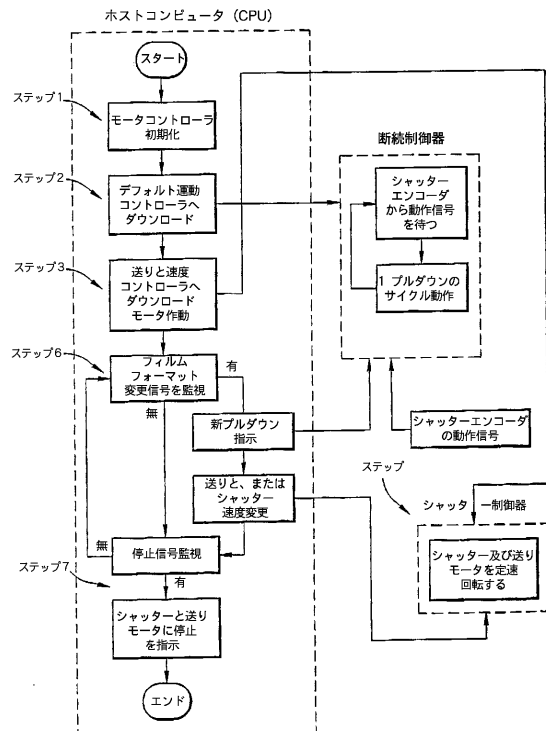 ホストコンピュータ（CPU）
スタート
ステップ1
モータコントローラ
初期化
ステップ2
デフォルト運動
コントローラへ
ダウンロード
ステップ3
送りと速度
コントローラへ
ダウンロード
モータ作動
ステップ6
フィルム
フォーマット
変更信号を監視
有
無
新プルダウン
指示
送りと、または
シャッター
速度変更
無
停止信号監視
ステップ7
有
シャッターと送り
モータに停止
を指示
エンド
断続制御器
シャッター
エンコーダ
から動作信号
を待つ
1 プルダウンの
サイクル動作
シャッターエンコーダ
の動作信号
ステップ
シャッタ ー制御器
シャッター及び送り
モータを定速
回転する